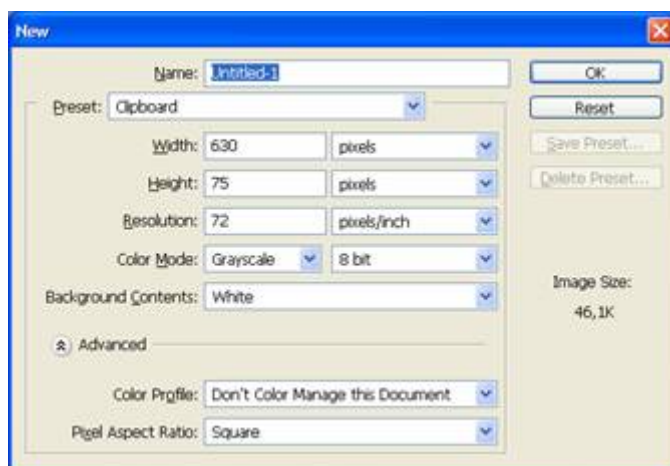 New
Name: Untitled-1
OK
Preset: Clipboard
Reset
Width: 630 pixels
Save Preset...
Height: 75 pixels
Delete Preset...
Resolution: 72 pixels/inch
Color Mode: Grayscale 8 bit
Background Contents: White
Image Size:
46,1K
Advanced
Color Profile: Don't Color Manage this Document
Pixel Aspect Ratio: Square